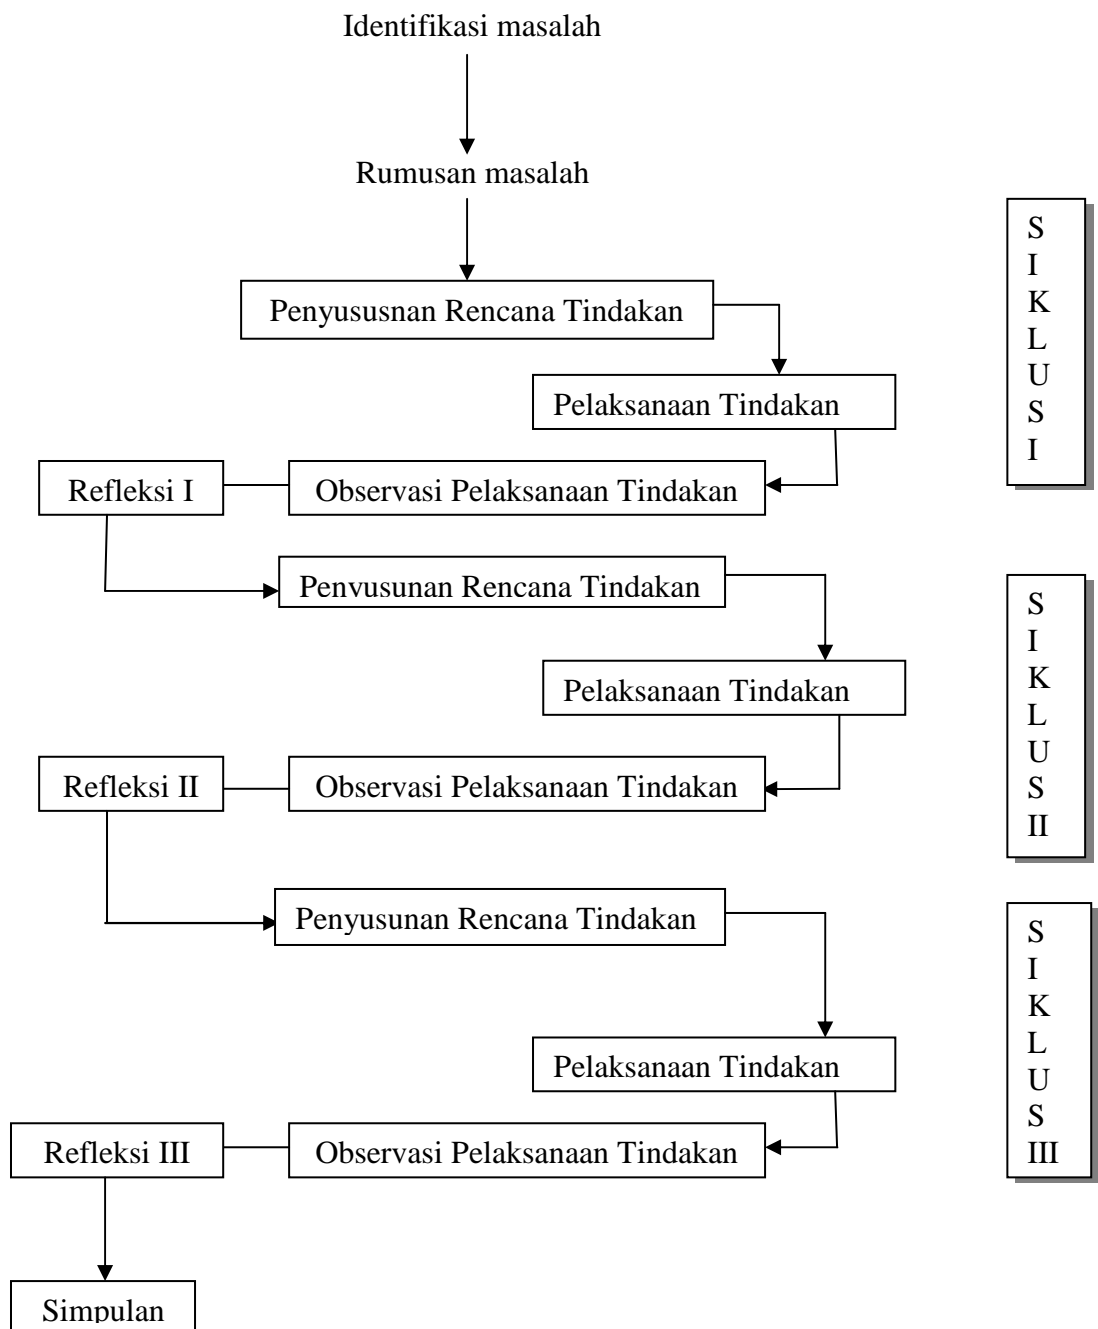 Identifikasi masalah
Rumusan masalah
Penyususnan Rencana Tindakan
Pelaksanaan Tindakan
Refleksi I
Observasi Pelaksanaan Tindakan
S
I
K
L
U
S
I
Penvusunan Rencana Tindakan
Pelaksanaan Tindakan
Refleksi II
Observasi Pelaksanaan Tindakan
S
I
K
L
U
S
II
Penyusunan Rencana Tindakan
Pelaksanaan Tindakan
Refleksi III
Observasi Pelaksanaan Tindakan
S
I
K
L
U
S
III
Simpulan